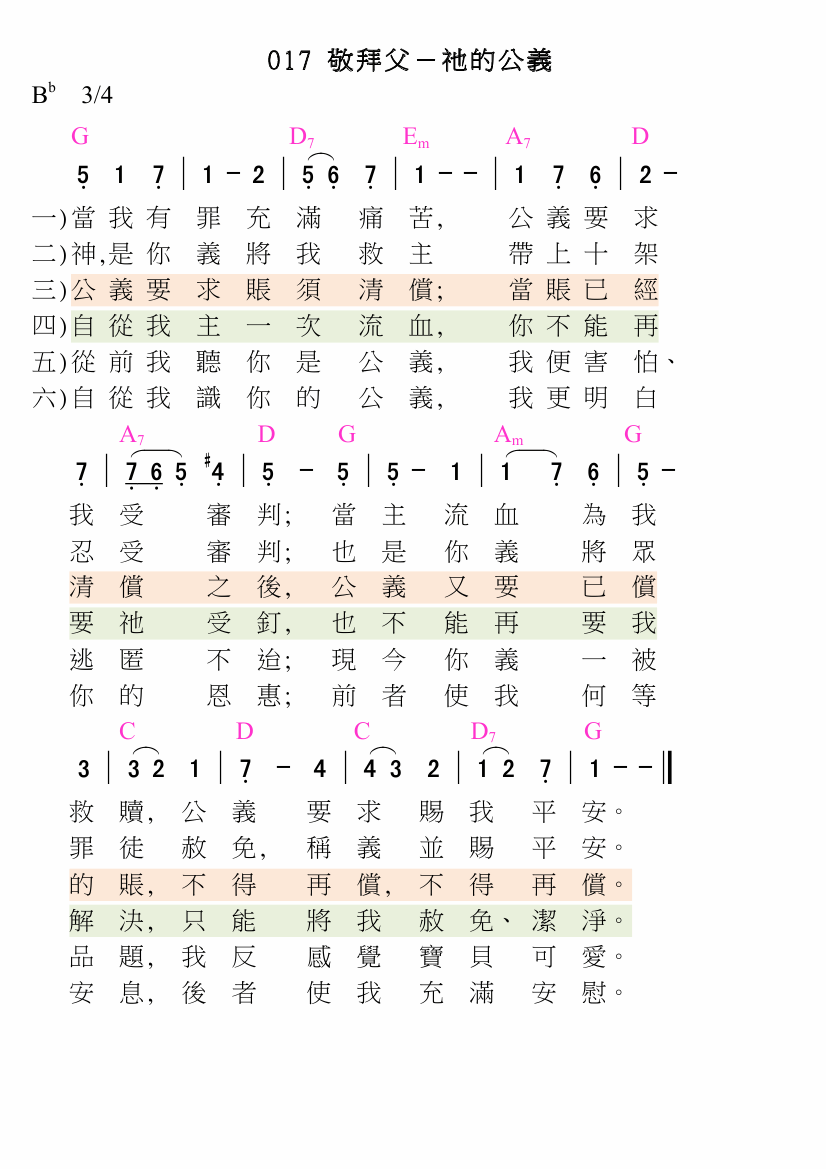 017 敬拜父－祂的公義
B♭ 3/4
G D7 Em A7 D
5 1 7 | 1 - 2 | 5 6 7 | 1 - - | 1 7 6 | 2 -
一)當我有罪充滿痛苦, 公義要求
二)神,是你義將我救主 帶上十架
三)公義要求賬須清償; 當賬已經
四)自從我主一次流血, 你不能再
五)從前我聽你是公義, 我便害怕、
六)自從我識你的公義, 我更明白
A7 D G Am G
7 | 7 6 5 #4 | 5 - 5 | 5 - 1 | 1 7 6 | 5 -
我受審判; 當主流血為我
忍受審判; 也是你義將眾
清償之後, 公義又要已償
要祂受釘, 也不能再要我
逃匿不迨; 現今你義一被
你的恩惠; 前者使我何等
C D C D7 G
3 | 3 2 1 | 7 - 4 | 4 3 2 | 1 2 7 | 1 - - ‖
救贖, 公義要求賜我平安。
罪徒赦免, 稱義並賜平安。
的賬, 不得再償, 不得再償。
解決, 只能將我赦免、潔淨。
品題, 我反感覺寶貝可愛。
安息, 後者使我充滿安慰。